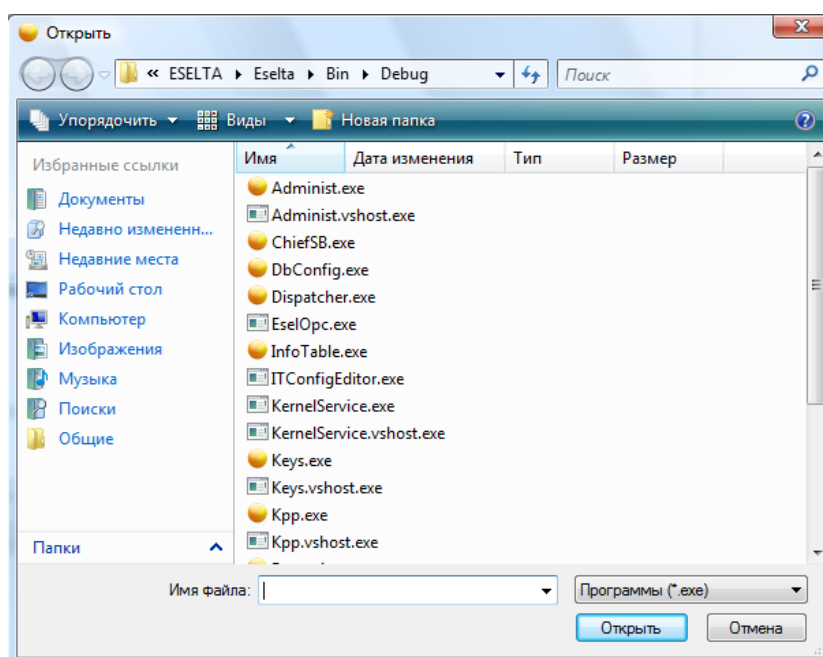 Открыть
« ESELTA ▸ Eselta ▸ Bin ▸ Debug
Поиск
Упорядочить Виды Новая папка
Избранные ссылки
Документы
Недавно измененн...
Недавние места
Рабочий стол
Компьютер
Изображения
Музыка
Поиски
Общие
Папки
Имя Дата изменения Тип Размер
Administ.exe
Administ.vshost.exe
ChiefSB.exe
DbConfig.exe
Dispatcher.exe
EselOpc.exe
InfoTable.exe
ITConfigEditor.exe
KernelService.exe
KernelService.vshost.exe
Keys.exe
Keys.vshost.exe
Kpp.exe
Kpp.vshost.exe
Имя файла:
Программы (*.exe)
Открыть Отмена